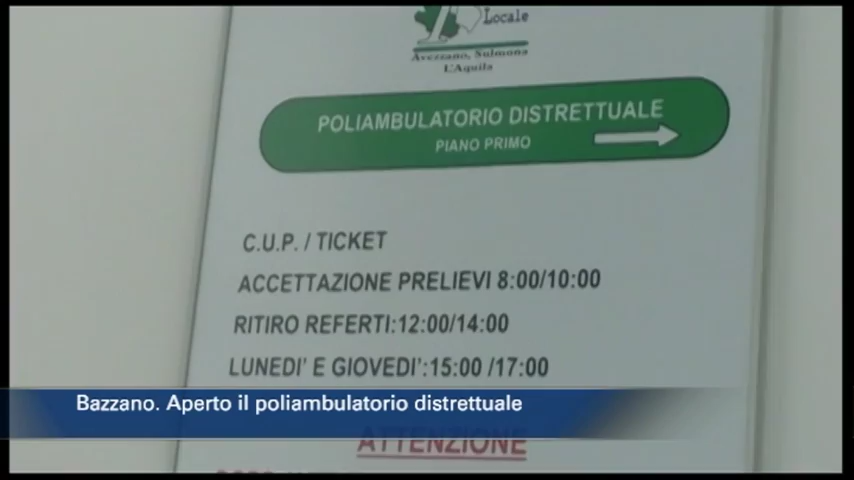 Locale
Avezzano, Sulmona
L'Aquila
POLIAMBULATORIO DISTRETTUALE
PIANO PRIMO
C.U.P. / TICKET
ACCETTAZIONE PRELIEVI 8:00/10:00
RITIRO REFERTI:12:00/14:00
LUNEDI' E GIOVEDI':15:00 /17:00
Bazzano. Aperto il poliambulatorio distrettuale
ATTENZIONE